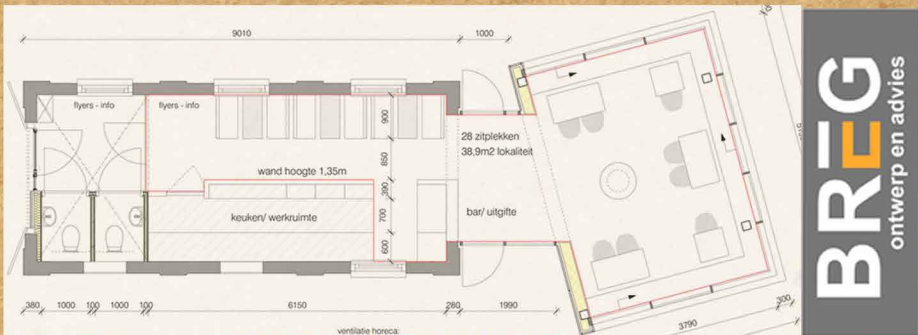 9010
1000
flyers - info
flyers - info
900
28 zitplekken
38,9m2 lokaliteit
850
wand hoogte 1,35m
390
keuken/ werkruimte
700
bar/ uitgifte
600
380
1000
100
1000
100
6150
280
1990
3790
300
ventilatie horeca:
BREG
ontwerp en advies